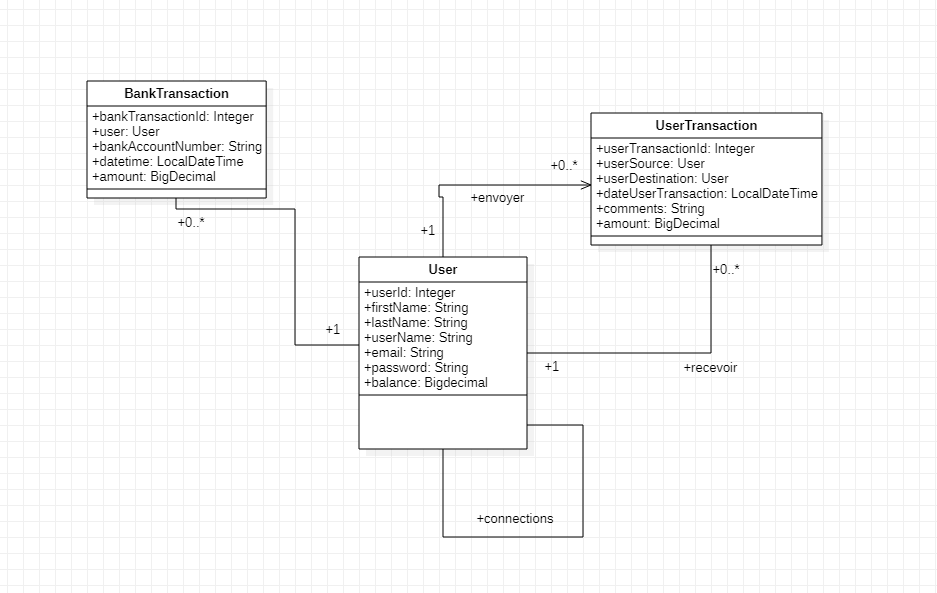 BankTransaction
+bankTransactionId: Integer
+user: User
+bankAccountNumber: String
+datetime: LocalDateTime
+amount: BigDecimal
+0..*
+1
UserTransaction
+userTransactionId: Integer
+userSource: User
+userDestination: User
+dateUserTransaction: LocalDateTime
+comments: String
+amount: BigDecimal
+0..*
+envoyer
+1
+0..*
User
+userId: Integer
+firstName: String
+lastName: String
+userName: String
+email: String
+password: String
+balance: Bigdecimal
+1
+recevoir
+connections